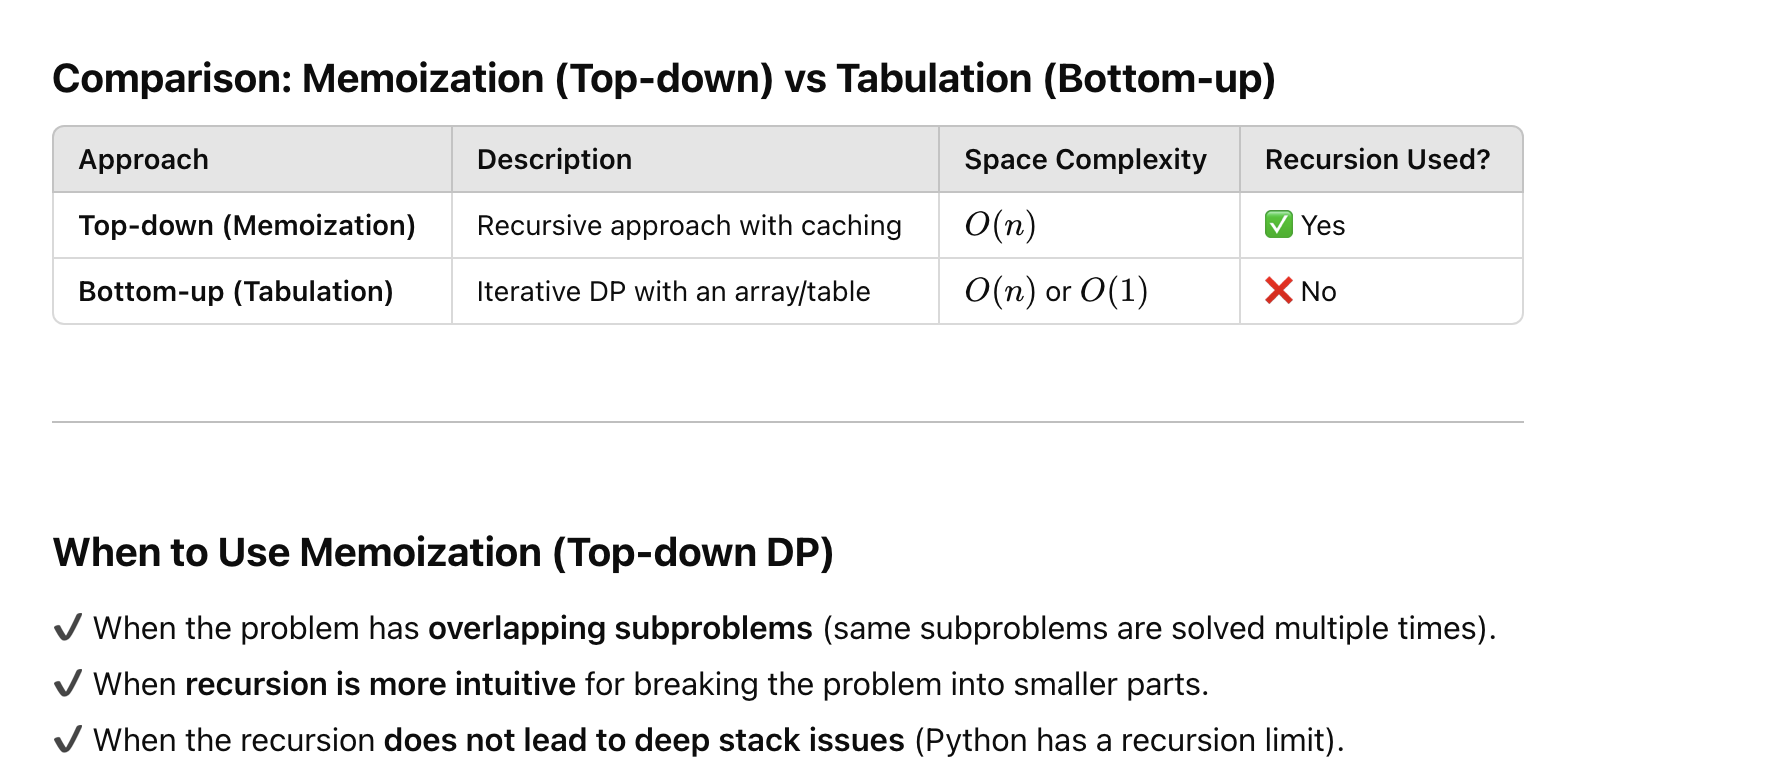 Comparison: Memoization (Top-down) vs Tabulation (Bottom-up)
Approach Description Space Complexity Recursion Used?
Top-down (Memoization) Recursive approach with caching O(n) ✅ Yes
Bottom-up (Tabulation) Iterative DP with an array/table O(n) or O(1) ❌ No
When to Use Memoization (Top-down DP)
✔ When the problem has overlapping subproblems (same subproblems are solved multiple times).
✔ When recursion is more intuitive for breaking the problem into smaller parts.
✔ When the recursion does not lead to deep stack issues (Python has a recursion limit).